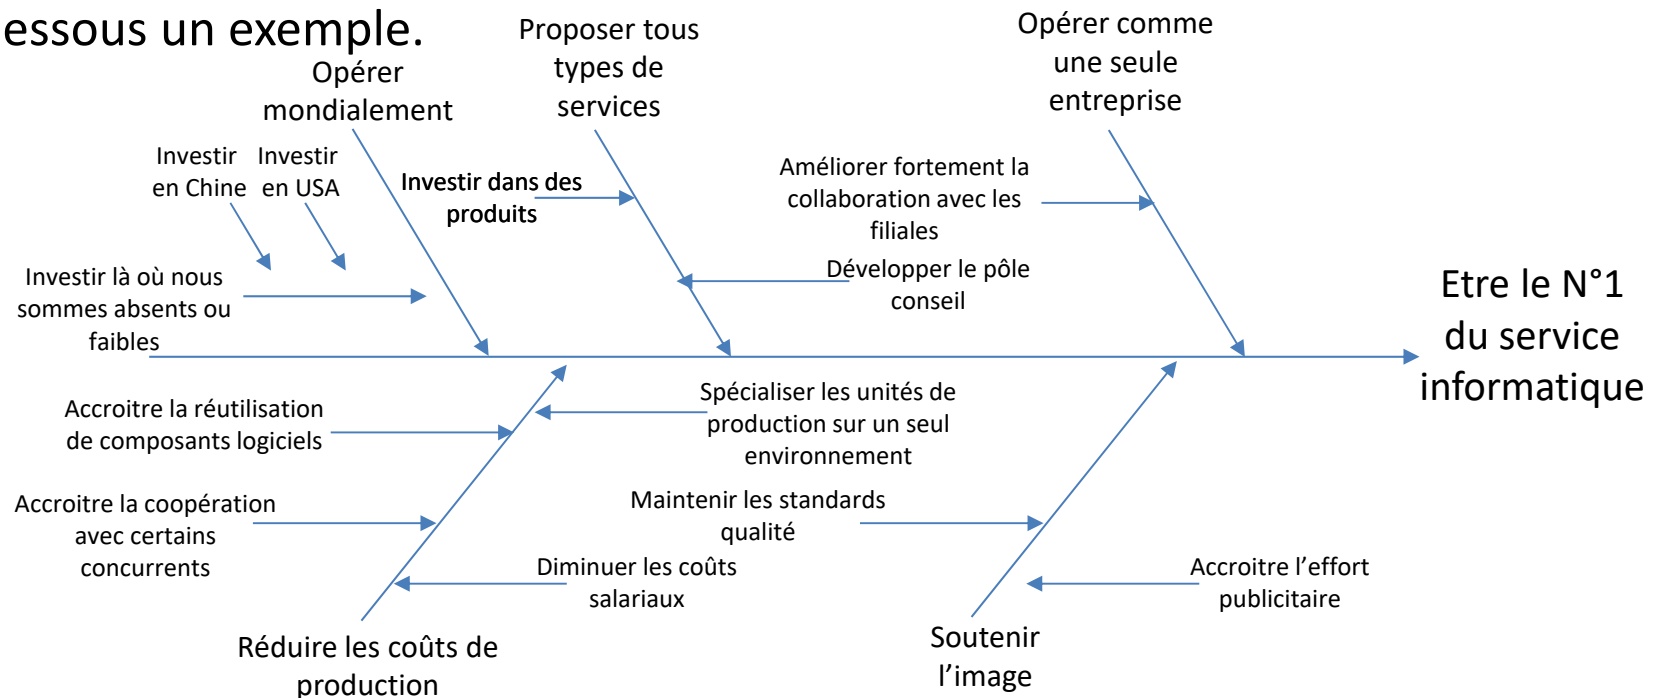 essous un exemple.
Opérer
mondialement
Proposer tous
types de
services
Opérer comme
une seule
entreprise
Investir
en Chine
Investir
en USA
Investir dans des
produits
Améliorer fortement la
collaboration avec les
filiales
Investir là où nous
sommes absents ou
faibles
Développer le pôle
conseil
Etre le N°1
du service
informatique
Accroitre la réutilisation
de composants logiciels
Spécialiser les unités de
production sur un seul
environnement
Accroitre la coopération
avec certains
concurrents
Maintenir les standards
qualité
Diminuer les coûts
salariaux
Accroitre l’effort
publicitaire
Réduire les coûts de
production
Soutenir
l’image